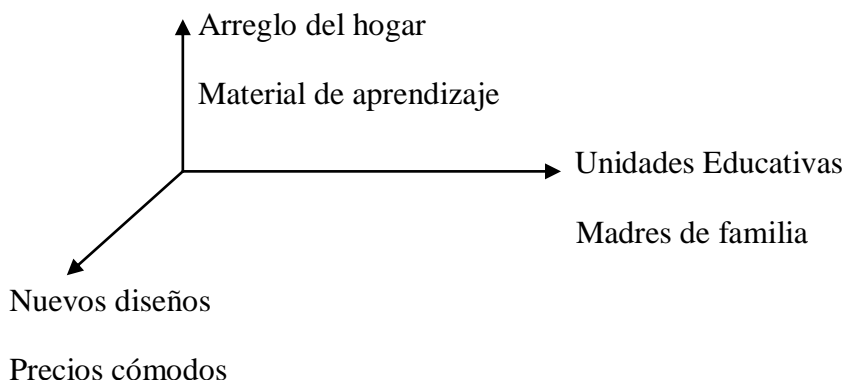 Arreglo del hogar
Material de aprendizaje
Unidades Educativas
Madres de familia
Nuevos diseños
Precios cómodos